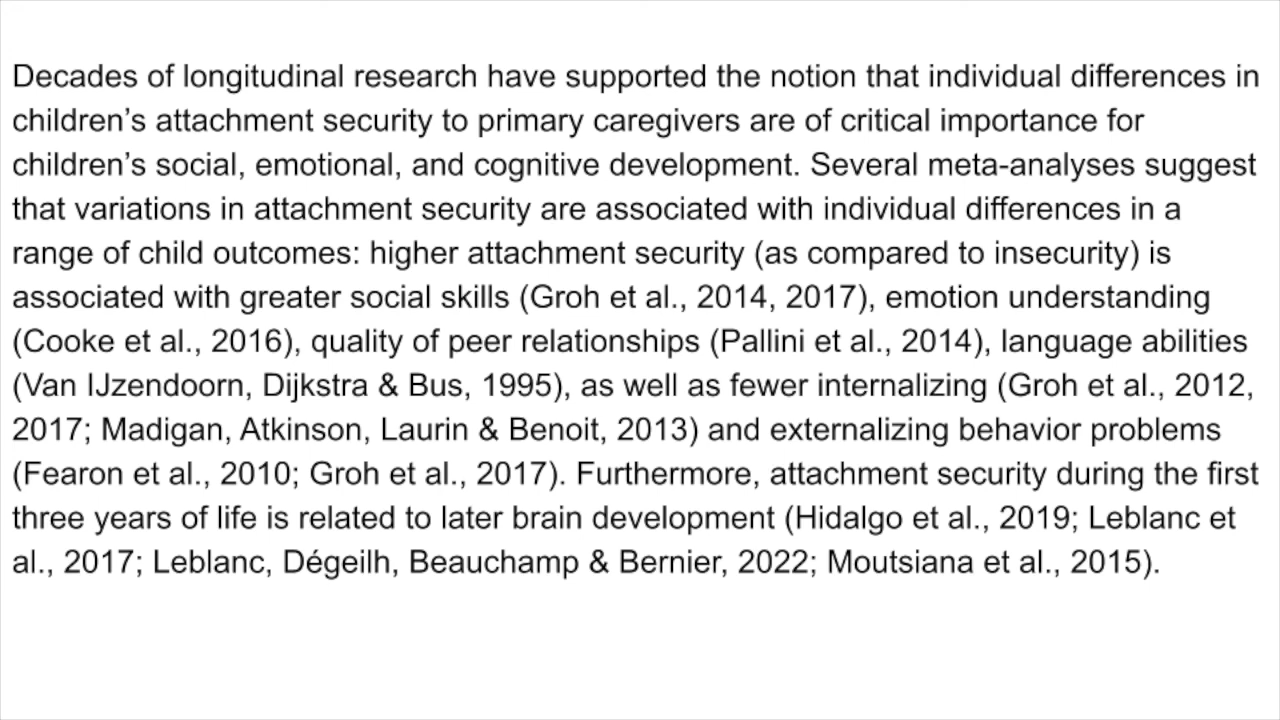 Decades of longitudinal research have supported the notion that individual differences in
children’s attachment security to primary caregivers are of critical importance for
children’s social, emotional, and cognitive development. Several meta-analyses suggest
that variations in attachment security are associated with individual differences in a
range of child outcomes: higher attachment security (as compared to insecurity) is
associated with greater social skills (Groh et al., 2014, 2017), emotion understanding
(Cooke et al., 2016), quality of peer relationships (Pallini et al., 2014), language abilities
(Van IJzendoorn, Dijkstra & Bus, 1995), as well as fewer internalizing (Groh et al., 2012,
2017; Madigan, Atkinson, Laurin & Benoit, 2013) and externalizing behavior problems
(Fearon et al., 2010; Groh et al., 2017). Furthermore, attachment security during the first
three years of life is related to later brain development (Hidalgo et al., 2019; Leblanc et
al., 2017; Leblanc, Dégeilh, Beauchamp & Bernier, 2022; Moutsiana et al., 2015).